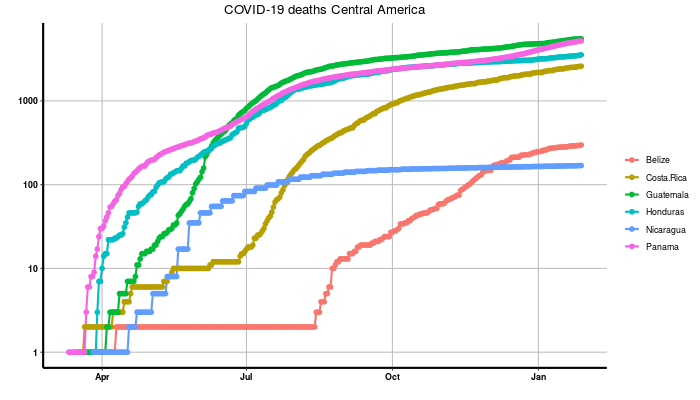 COVID-19 deaths Central America
1000
100
10
1
Apr
Jul
Oct
Jan
Belize
Costa.Rica
Guatemala
Honduras
Nicaragua
Panama